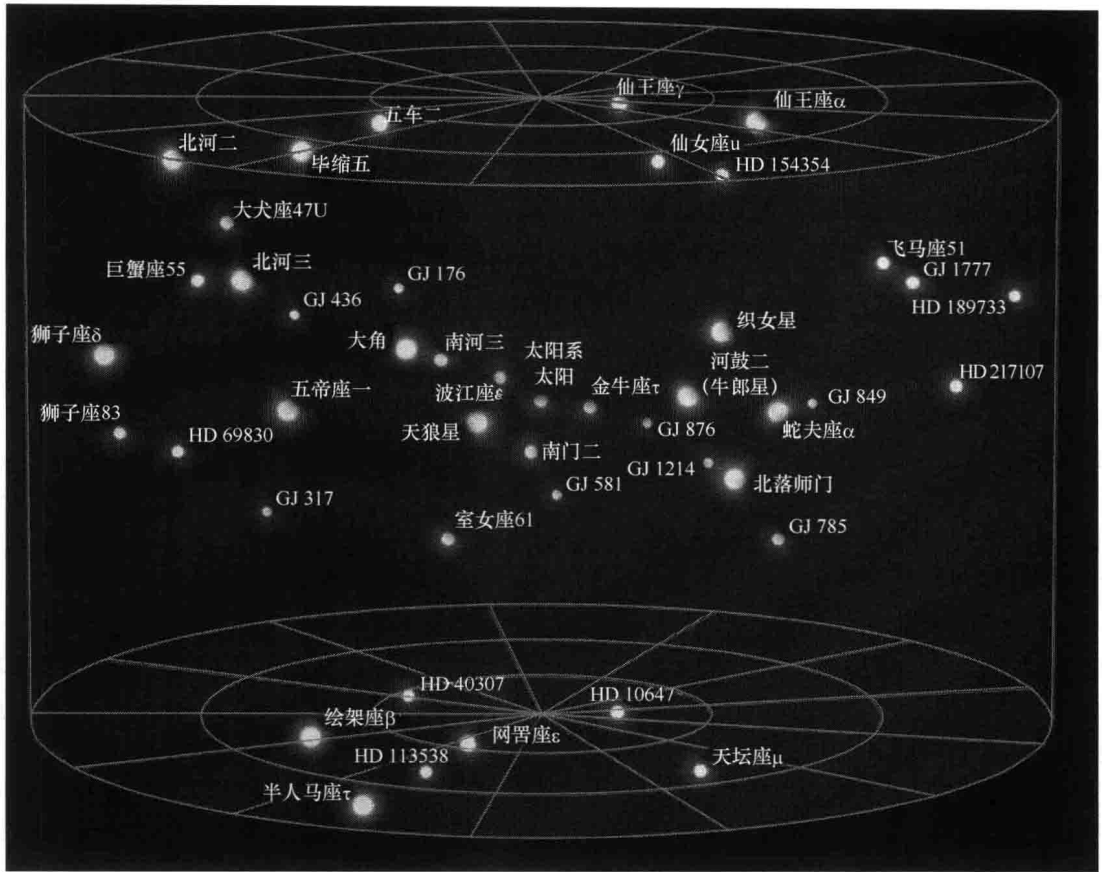 仙王座γ
仙王座α
五车二
北河二
毕缩五
仙女座u
HD 154354
大犬座47U
飞马座51
北河三
巨蟹座55
GJ 176
GJ 1777
GJ 436
HD 189733
织女星
狮子座δ
大角
南河三
太阳系
太阳
河鼓二
(牛郎星)
HD 217107
波江座ε
金牛座τ
五帝座一
GJ 849
狮子座83
天狼星
GJ 876
蛇夫座α
HD 69830
南门二
GJ 1214
GJ 581
北落师门
GJ 317
室女座61
GJ 785
HD 40307
HD 10647
绘架座β
网罟座ε
HD 113538
天坛座μ
半人马座τ